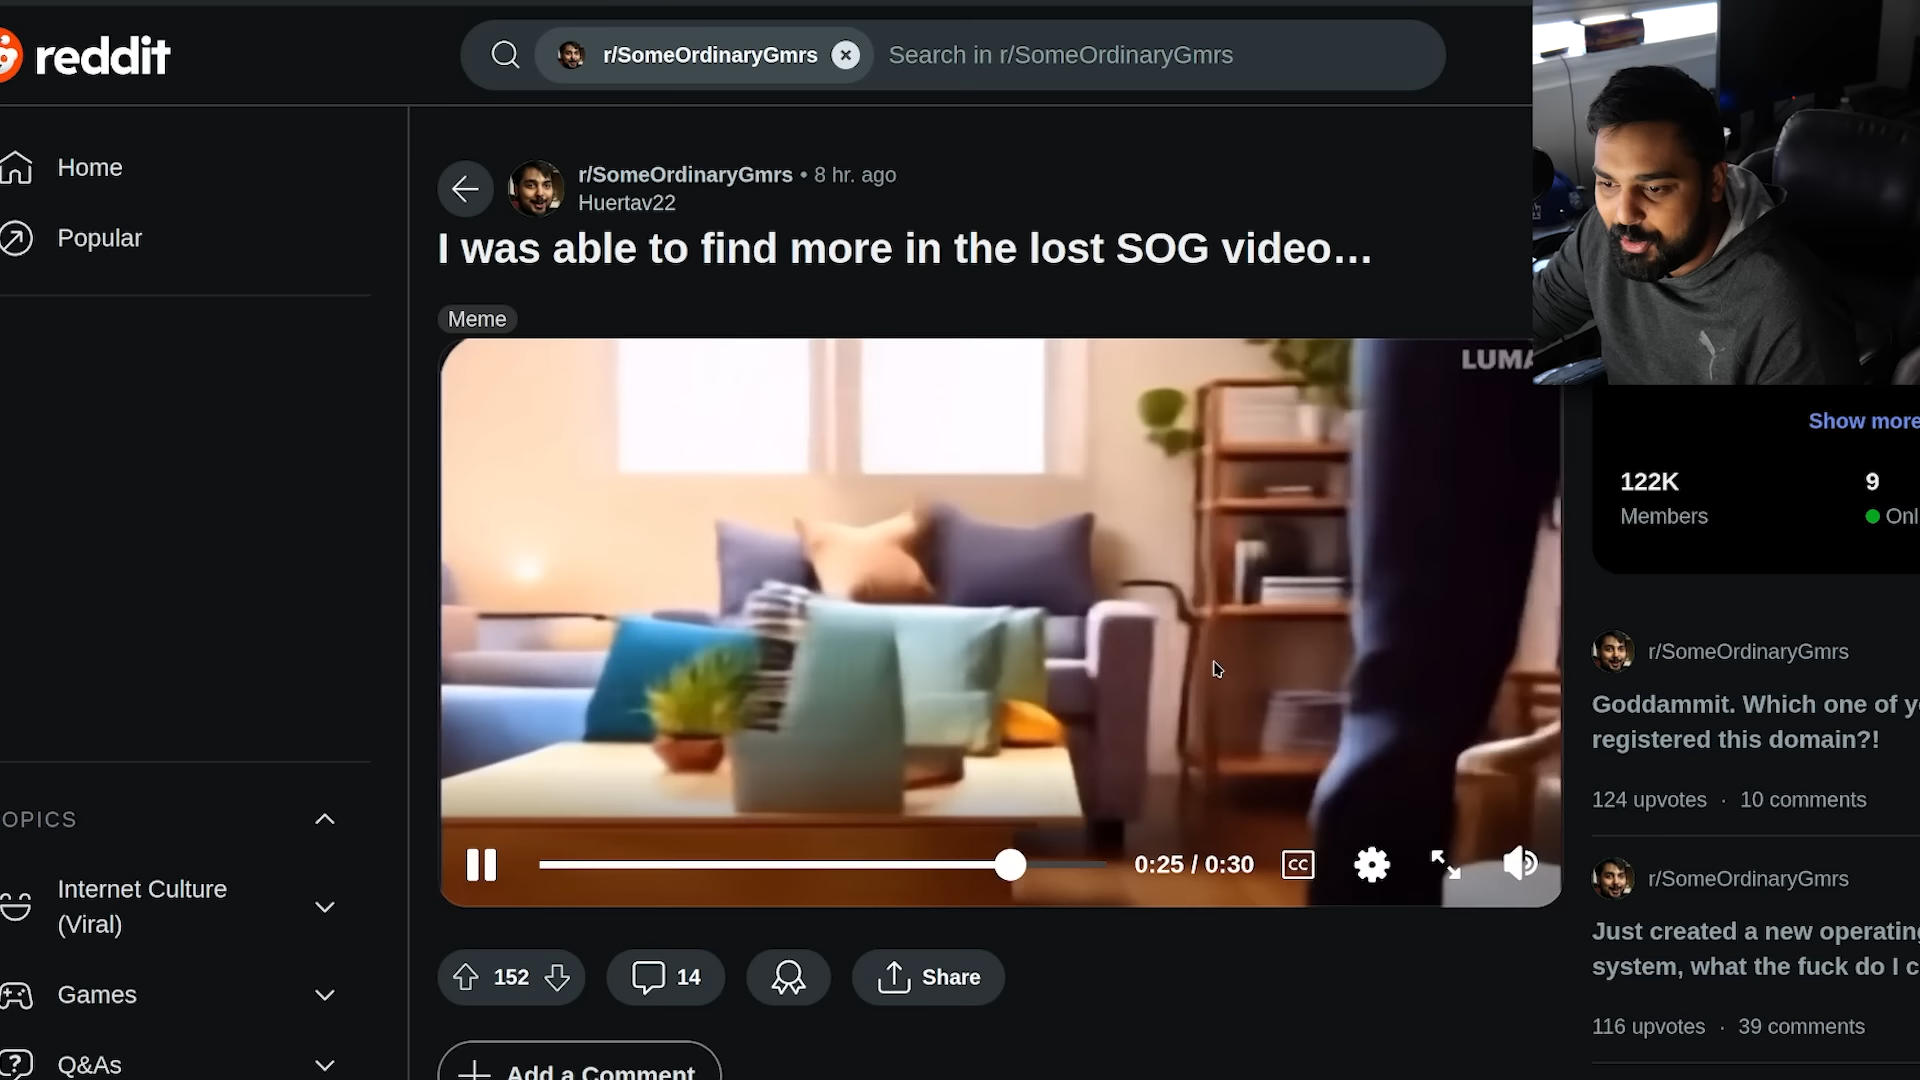 reddit
r/SomeOrdinaryGmrs
Search in r/SomeOrdinaryGmrs
Home
Popular
OPICS
Internet Culture
(Viral)
Games
Q&As
r/SomeOrdinaryGmrs • 8 hr. ago
Huertav22
I was able to find more in the lost SOG video...
Meme
LUMA
0:25 / 0:30
CC
152
14
Share
Add a Comment
Show more
122K
Members
9
Onl
r/SomeOrdinaryGmrs
Goddammit. Which one of y
registered this domain?!
124 upvotes · 10 comments
r/SomeOrdinaryGmrs
Just created a new operating
system, what the fuck do I c
116 upvotes · 39 comments